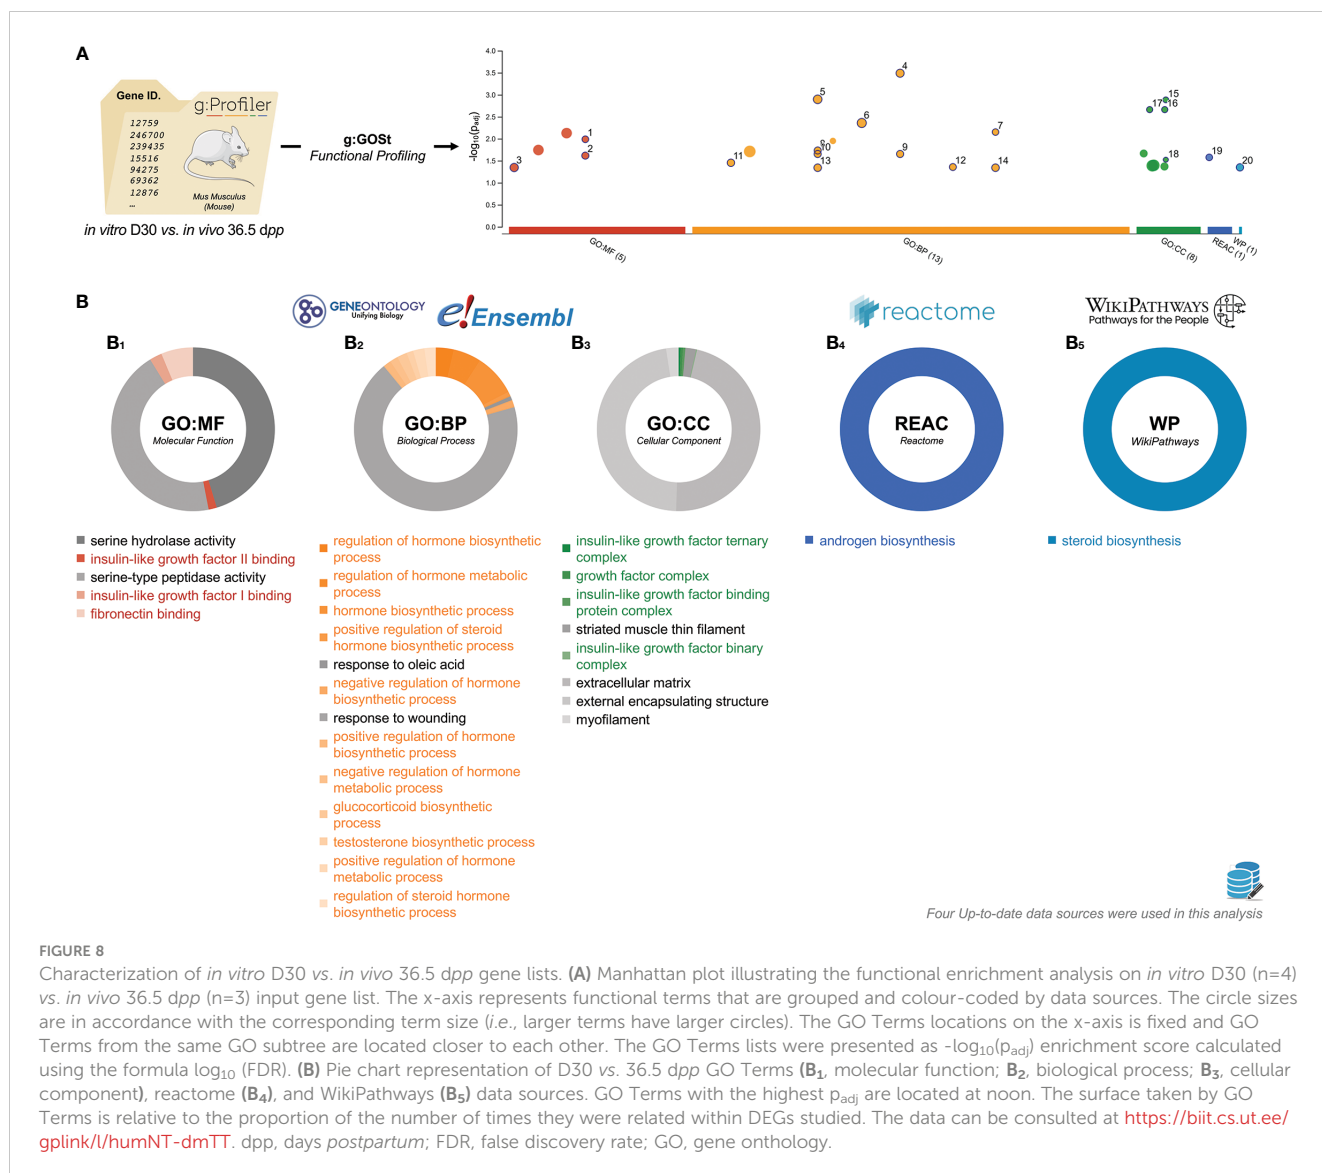 A
Gene ID.
g:Profiler
12759
246700
239435
15516
94275
69362
12876
...
Mus Musculus
(Mouse)
in vitro D30 vs. in vivo 36.5 dpp
g:GOSt
Functional Profiling
-log10(padj)
4.0
3.5
3.0
2.5
2.0
1.5
1.0
0.5
0.0
1
2
3
4
5
6
7
9
10
11
12
13
14
15
17
16
18
19
20
GO:MF (5)
GO:BP (13)
GO:CC (8)
REAC (1)
WP (1)
B
GENEONTOLOGY
Unifying Biology
e!Ensembl
reactome
WIKIPATHWAYS
Pathways for the People
B1
GO:MF
Molecular Function
serine hydrolase activity
insulin-like growth factor II binding
serine-type peptidase activity
insulin-like growth factor I binding
fibronectin binding
B2
GO:BP
Biological Process
regulation of hormone biosynthetic
process
regulation of hormone metabolic
process
hormone biosynthetic process
positive regulation of steroid
hormone biosynthetic process
response to oleic acid
negative regulation of hormone
biosynthetic process
response to wounding
positive regulation of hormone
biosynthetic process
negative regulation of hormone
metabolic process
glucocorticoid biosynthetic
process
testosterone biosynthetic process
positive regulation of hormone
metabolic process
regulation of steroid hormone
biosynthetic process
B3
GO:CC
Cellular Component
insulin-like growth factor ternary
complex
growth factor complex
insulin-like growth factor binding
protein complex
striated muscle thin filament
insulin-like growth factor binary
complex
extracellular matrix
external encapsulating structure
myofilament
B4
REAC
Reactome
androgen biosynthesis
B5
WP
WikiPathways
steroid biosynthesis
Four Up-to-date data sources were used in this analysis
FIGURE 8
Characterization of in vitro D30 vs. in vivo 36.5 dpp gene lists. (A) Manhattan plot illustrating the functional enrichment analysis on in vitro D30 (n=4)
vs. in vivo 36.5 dpp (n=3) input gene list. The x-axis represents functional terms that are grouped and colour-coded by data sources. The circle sizes
are in accordance with the corresponding term size (i.e., larger terms have larger circles). The GO Terms locations on the x-axis is fixed and GO
Terms from the same GO subtree are located closer to each other. The GO Terms lists were presented as -log10(padj) enrichment score calculated
using the formula log10 (FDR). (B) Pie chart representation of D30 vs. 36.5 dpp GO Terms (B1, molecular function; B2, biological process; B3, cellular
component), reactome (B4), and WikiPathways (B5) data sources. GO Terms with the highest padj are located at noon. The surface taken by GO
Terms is relative to the proportion of the number of times they were related within DEGs studied. The data can be consulted at https://biit.cs.ut.ee/
gplink/l/humNT-dmTT. dpp, days postpartum; FDR, false discovery rate; GO, gene onthology.